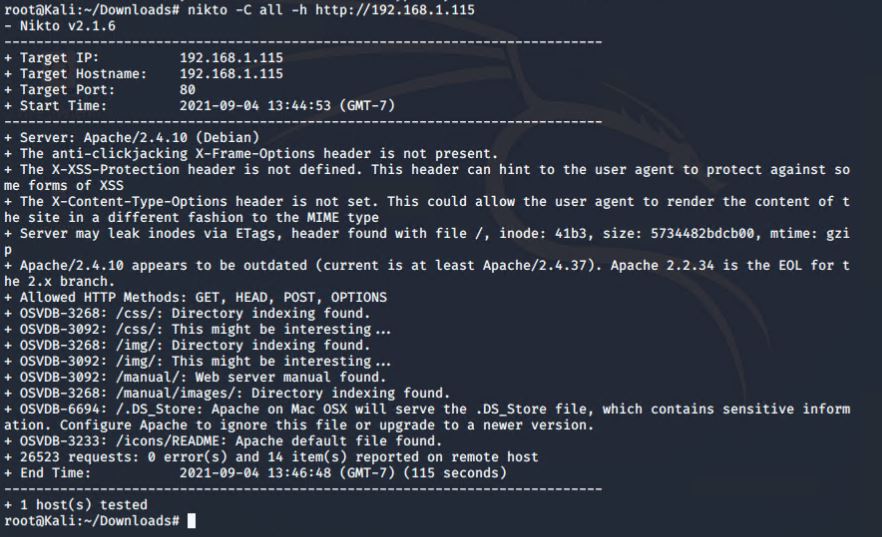 root@Kali:~/Downloads# nikto -C all -h http://192.168.1.115
- Nikto v2.1.6
---------------------------------------------------------------------------
+ Target IP:          192.168.1.115
+ Target Hostname:    192.168.1.115
+ Target Port:        80
+ Start Time:         2021-09-04 13:44:53 (GMT-7)
---------------------------------------------------------------------------
+ Server: Apache/2.4.10 (Debian)
+ The anti-clickjacking X-Frame-Options header is not present.
+ The X-XSS-Protection header is not defined. This header can hint to the user agent to protect against so
me forms of XSS
+ The X-Content-Type-Options header is not set. This could allow the user agent to render the content of t
he site in a different fashion to the MIME type
+ Server may leak inodes via ETags, header found with file /, inode: 41b3, size: 5734482bdcb00, mtime: gzi
p
+ Apache/2.4.10 appears to be outdated (current is at least Apache/2.4.37). Apache 2.2.34 is the EOL for t
he 2.x branch.
+ Allowed HTTP Methods: GET, HEAD, POST, OPTIONS
+ OSVDB-3268: /css/: Directory indexing found.
+ OSVDB-3092: /css/: This might be interesting...
+ OSVDB-3268: /img/: Directory indexing found.
+ OSVDB-3092: /img/: This might be interesting...
+ OSVDB-3092: /manual/: Web server manual found.
+ OSVDB-3268: /manual/images/: Directory indexing found.
+ OSVDB-6694: /.DS_Store: Apache on Mac OSX will serve the .DS_Store file, which contains sensitive inform
ation. Configure Apache to ignore this file or upgrade to a newer version.
+ OSVDB-3233: /icons/README: Apache default file found.
+ 26523 requests: 0 error(s) and 14 item(s) reported on remote host
+ End Time:           2021-09-04 13:46:48 (GMT-7) (115 seconds)
---------------------------------------------------------------------------
+ 1 host(s) tested
root@Kali:~/Downloads#